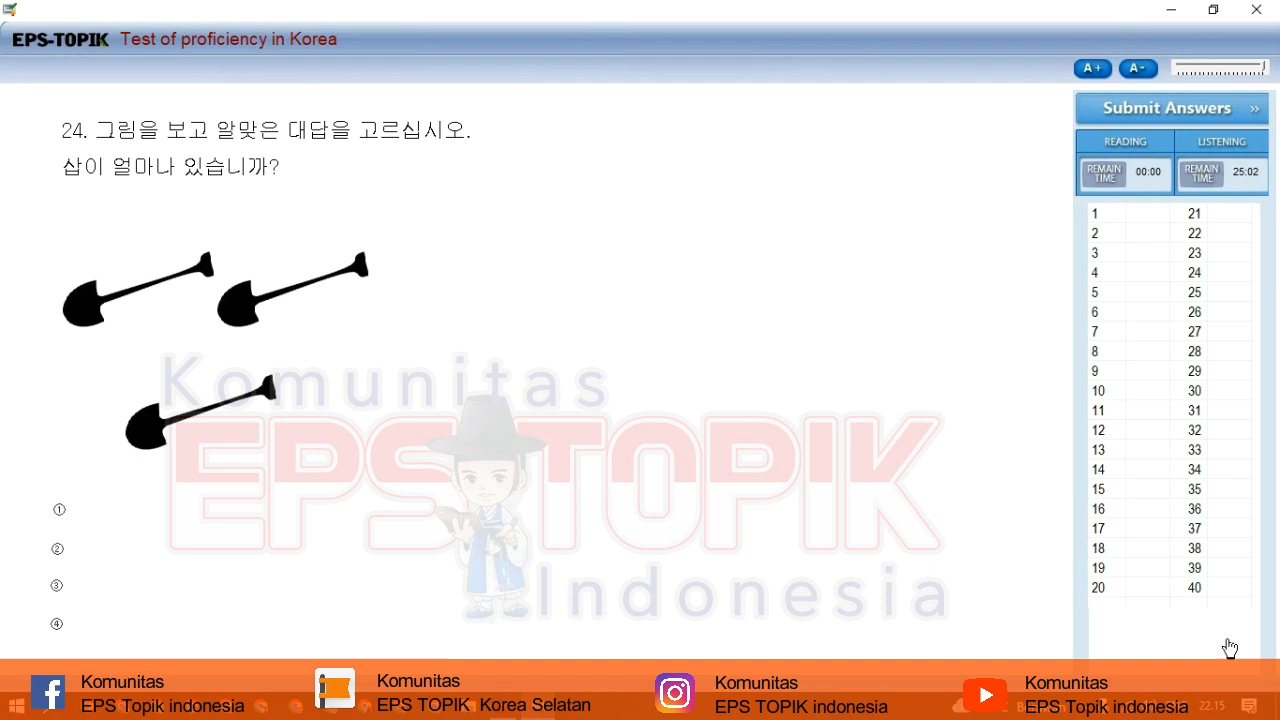 EPS-TOPIK Test of proficiency in Korea
A+ A-
Submit Answers »
READING LISTENING
REMAIN TIME 00:00 REMAIN TIME 25:02
24. 그림을 보고 알맞은 대답을 고르십시오.
삽이 얼마나 있습니까?
①
②
③
④
1 21
2 22
3 23
4 24
5 25
6 26
7 27
8 28
9 29
10 30
11 31
12 32
13 33
14 34
15 35
16 36
17 37
18 38
19 39
20 40
Komunitas
EPS TOPIK
Indonesia
Komunitas
EPS Topik indonesia
Komunitas
EPS TOPIK Korea Selatan
Komunitas
EPS TOPIK indonesia
Komunitas
EPS Topik indonesia
22.15